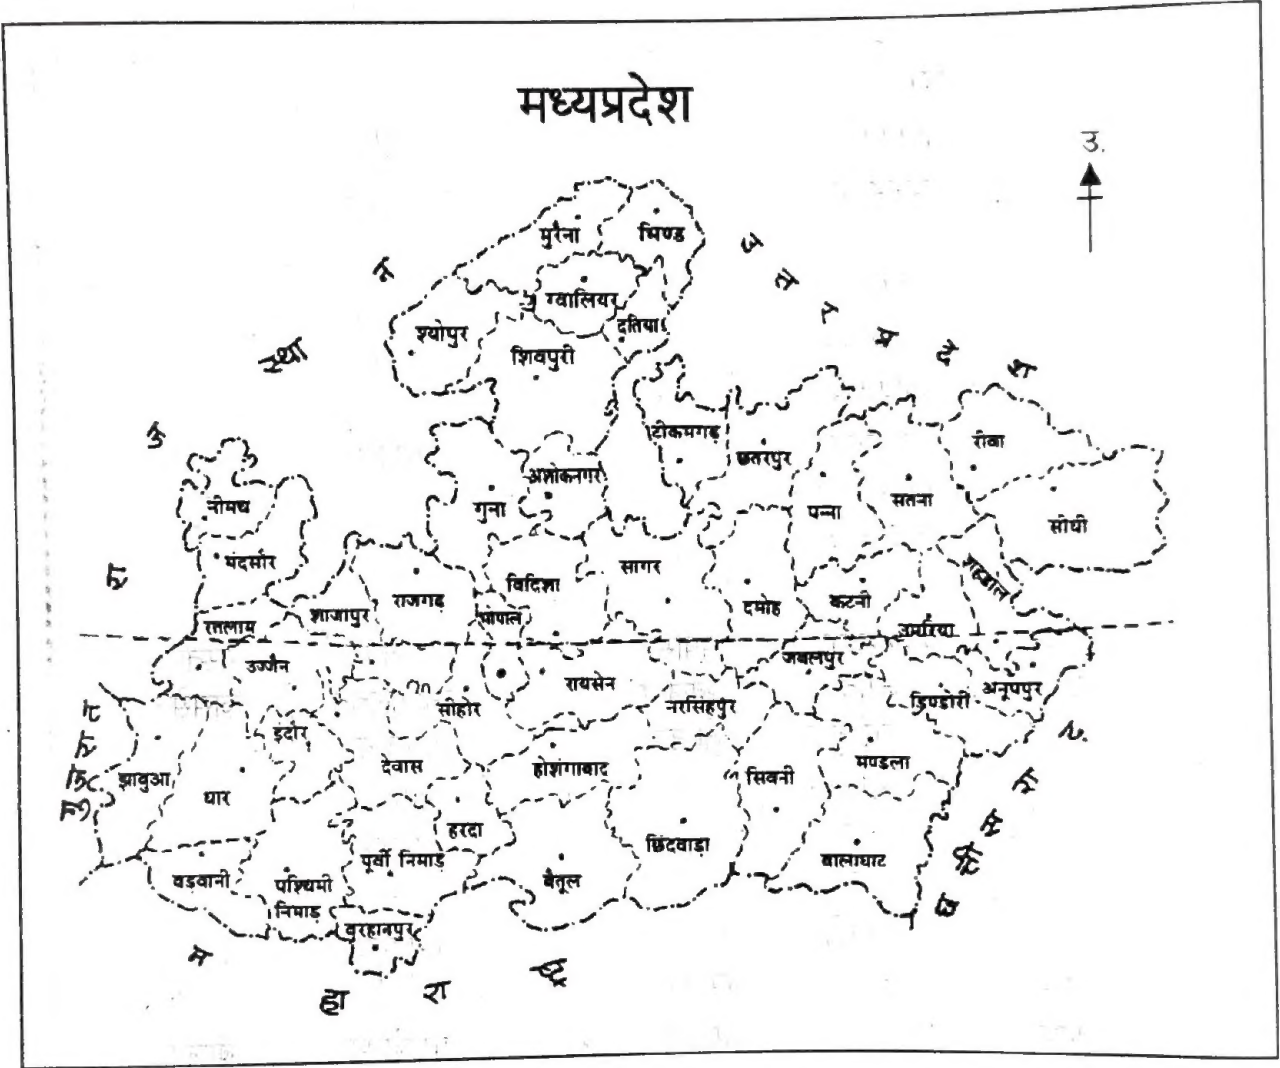 मध्यप्रदेश
उ.
मुरैना
भिण्ड
ग्वालियर
दतिया
श्योपुर
शिवपुरी
टीकमगढ़
छतरपुर
रीवा
अशोकनगर
गुना
पन्ना
सतना
सीधी
नीमच
मंदसौर
राजगढ़
विदिशा
सागर
दमोह
कटनी
शहडोल
रतलाम
शाजापुर
भोपाल
उमरिया
उज्जैन
रायसेन
जबलपुर
सीहोर
नरसिंहपुर
डिण्डोरी
अनूपपुर
झाबुआ
धार
इंदौर
देवास
होशंगाबाद
सिवनी
मण्डला
हरदा
छिंदवाड़ा
बालाघाट
बड़वानी
पश्चिमी
निमाड़
पूर्वी निमाड़
बैतूल
बुरहानपुर
उ त र प्र दे श
म हा रा ष्ट्र